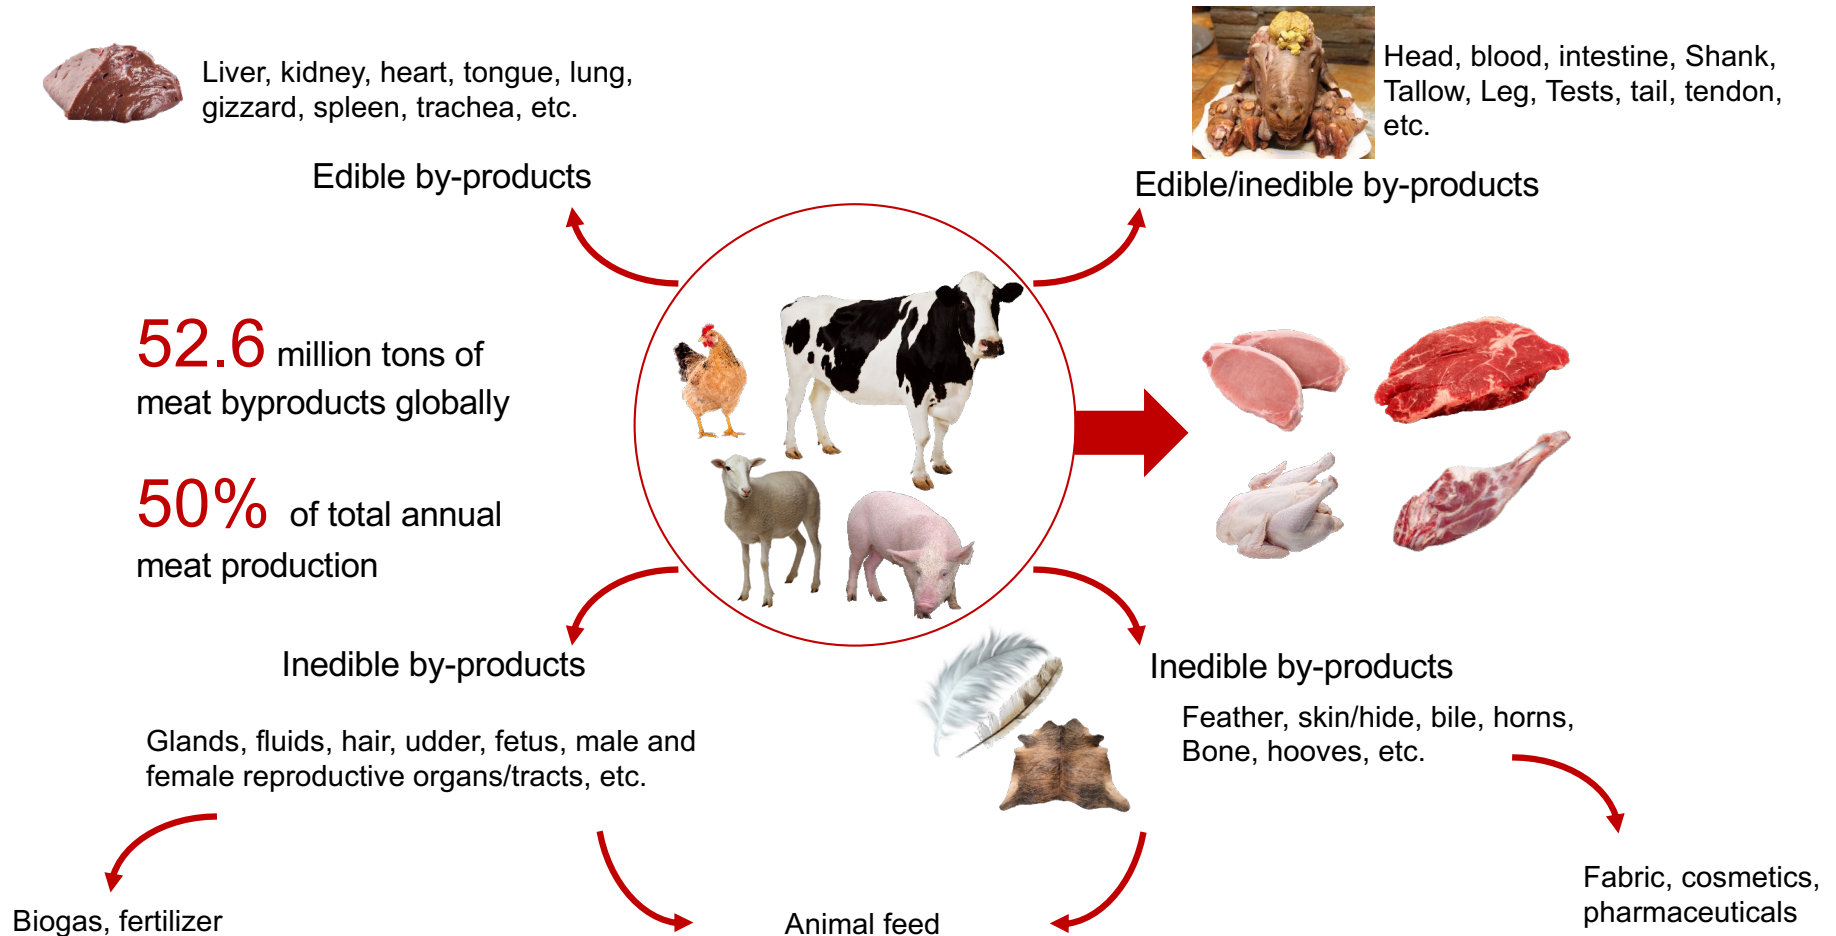 Liver, kidney, heart, tongue, lung,
gizzard, spleen, trachea, etc.
Edible by-products
Head, blood, intestine, Shank,
Tallow, Leg, Tests, tail, tendon,
etc.
Edible/inedible by-products
52.6 million tons of
meat byproducts globally
50% of total annual
meat production
Inedible by-products
Glands, fluids, hair, udder, fetus, male and
female reproductive organs/tracts, etc.
Inedible by-products
Feather, skin/hide, bile, horns,
Bone, hooves, etc.
Biogas, fertilizer
Animal feed
Fabric, cosmetics,
pharmaceuticals